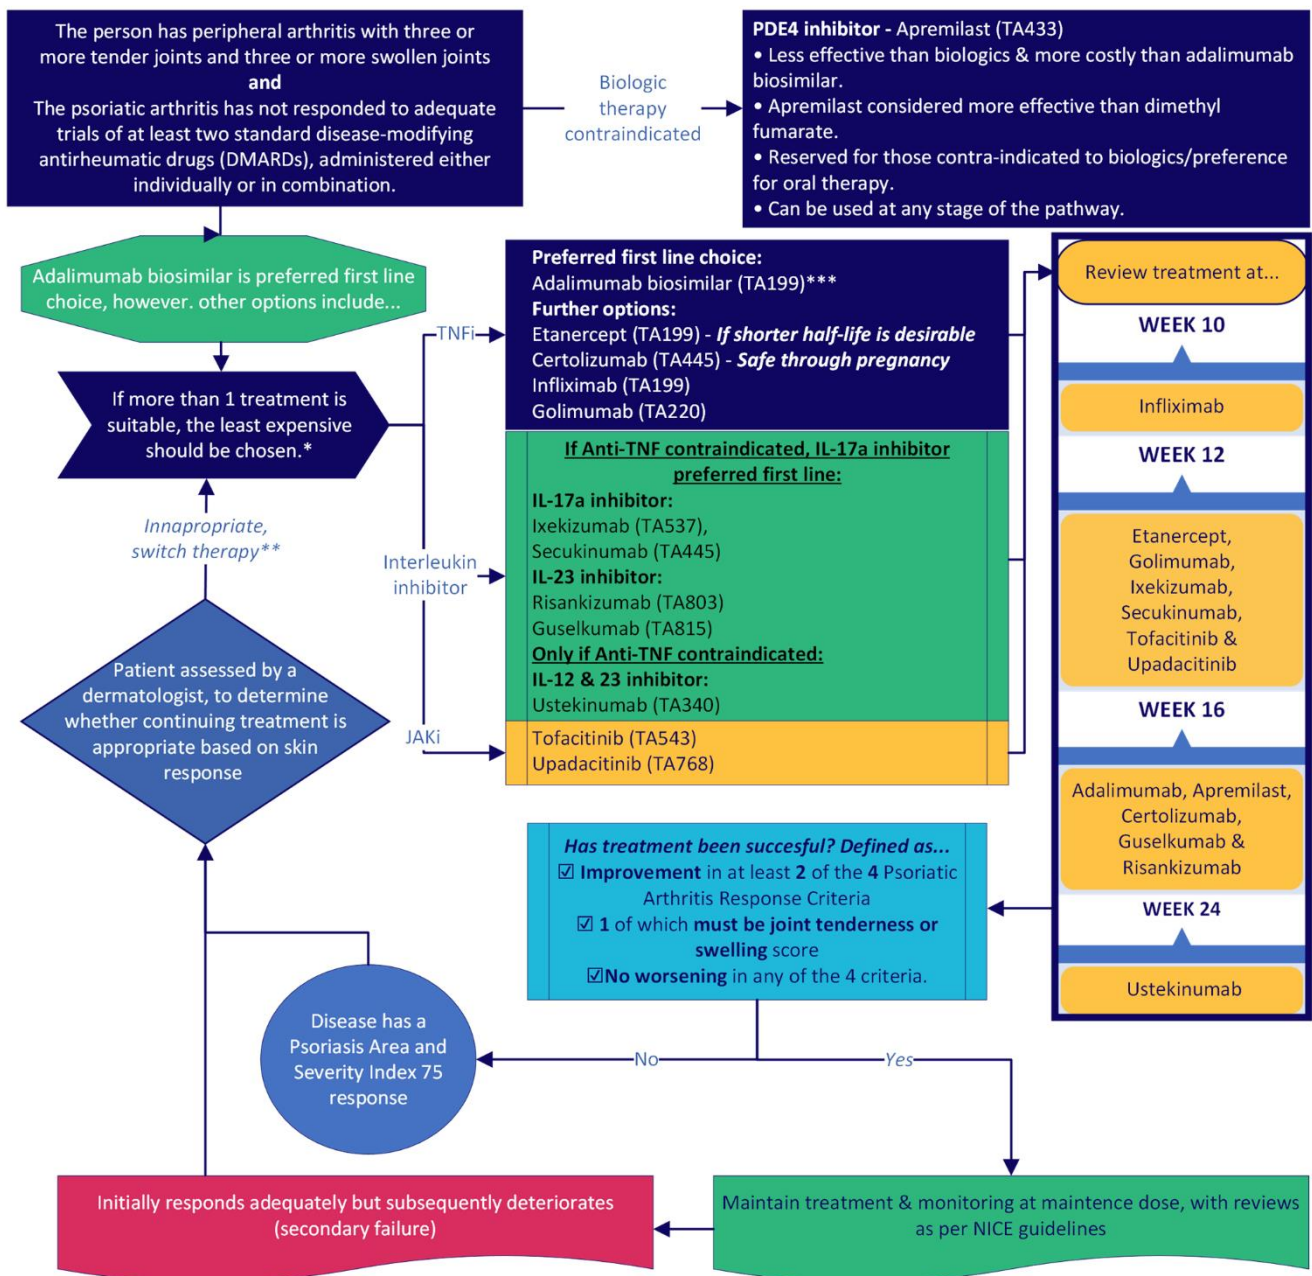 The person has peripheral arthritis with three or
more tender joints and three or more swollen joints
and
The psoriatic arthritis has not responded to adequate
trials of at least two standard disease-modifying
antirheumatic drugs (DMARDs), administered either
individually or in combination.
Biologic
therapy
contraindicated
PDE4 inhibitor - Apremilast (TA433)
• Less effective than biologics & more costly than adalimumab
biosimilar.
• Apremilast considered more effective than dimethyl
fumarate.
• Reserved for those contra-indicated to biologics/preference
for oral therapy.
• Can be used at any stage of the pathway.
Adalimumab biosimilar is preferred first line
choice, however. other options include...
If more than 1 treatment is
suitable, the least expensive
should be chosen.*
Innapropriate,
switch therapy**
Patient assessed by a
dermatologist, to determine
whether continuing treatment is
appropriate based on skin
response
TNFi
Interleukin
inhibitor
JAKi
Preferred first line choice:
Adalimumab biosimilar (TA199)***
Further options:
Etanercept (TA199) - If shorter half-life is desirable
Certolizumab (TA445) - Safe through pregnancy
Infliximab (TA199)
Golimumab (TA220)
If Anti-TNF contraindicated, IL-17a inhibitor
preferred first line:
IL-17a inhibitor:
Ixekizumab (TA537),
Secukinumab (TA445)
IL-23 inhibitor:
Risankizumab (TA803)
Guselkumab (TA815)
Only if Anti-TNF contraindicated:
IL-12 & 23 inhibitor:
Ustekinumab (TA340)
Tofacitinib (TA543)
Upadacitinib (TA768)
Review treatment at...
WEEK 10
Infliximab
WEEK 12
Etanercept,
Golimumab,
Ixekizumab,
Secukinumab,
Tofacitinib &
Upadacitinib
WEEK 16
Adalimumab, Apremilast,
Certolizumab,
Guselkumab &
Risankizumab
WEEK 24
Ustekinumab
Has treatment been succesful? Defined as...
☑ Improvement in at least 2 of the 4 Psoriatic
Arthritis Response Criteria
☑ 1 of which must be joint tenderness or
swelling score
☑No worsening in any of the 4 criteria.
No
Yes
Disease has a
Psoriasis Area and
Severity Index 75
response
Initially responds adequately but subsequently deteriorates
(secondary failure)
Maintain treatment & monitoring at maintence dose, with reviews
as per NICE guidelines